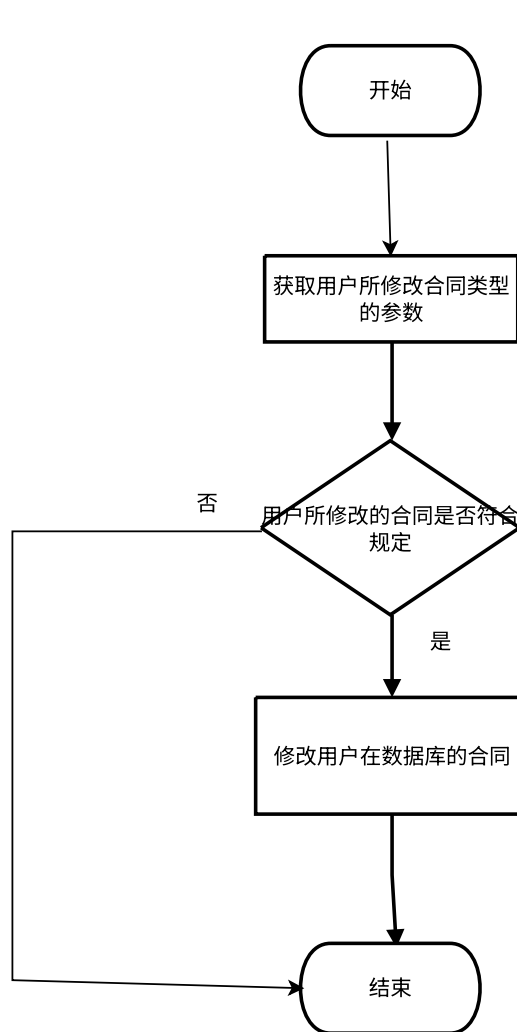 开始
获取用户所修改合同类型
的参数
否
用户所修改的合同是否符合
规定
是
修改用户在数据库的合同
结束